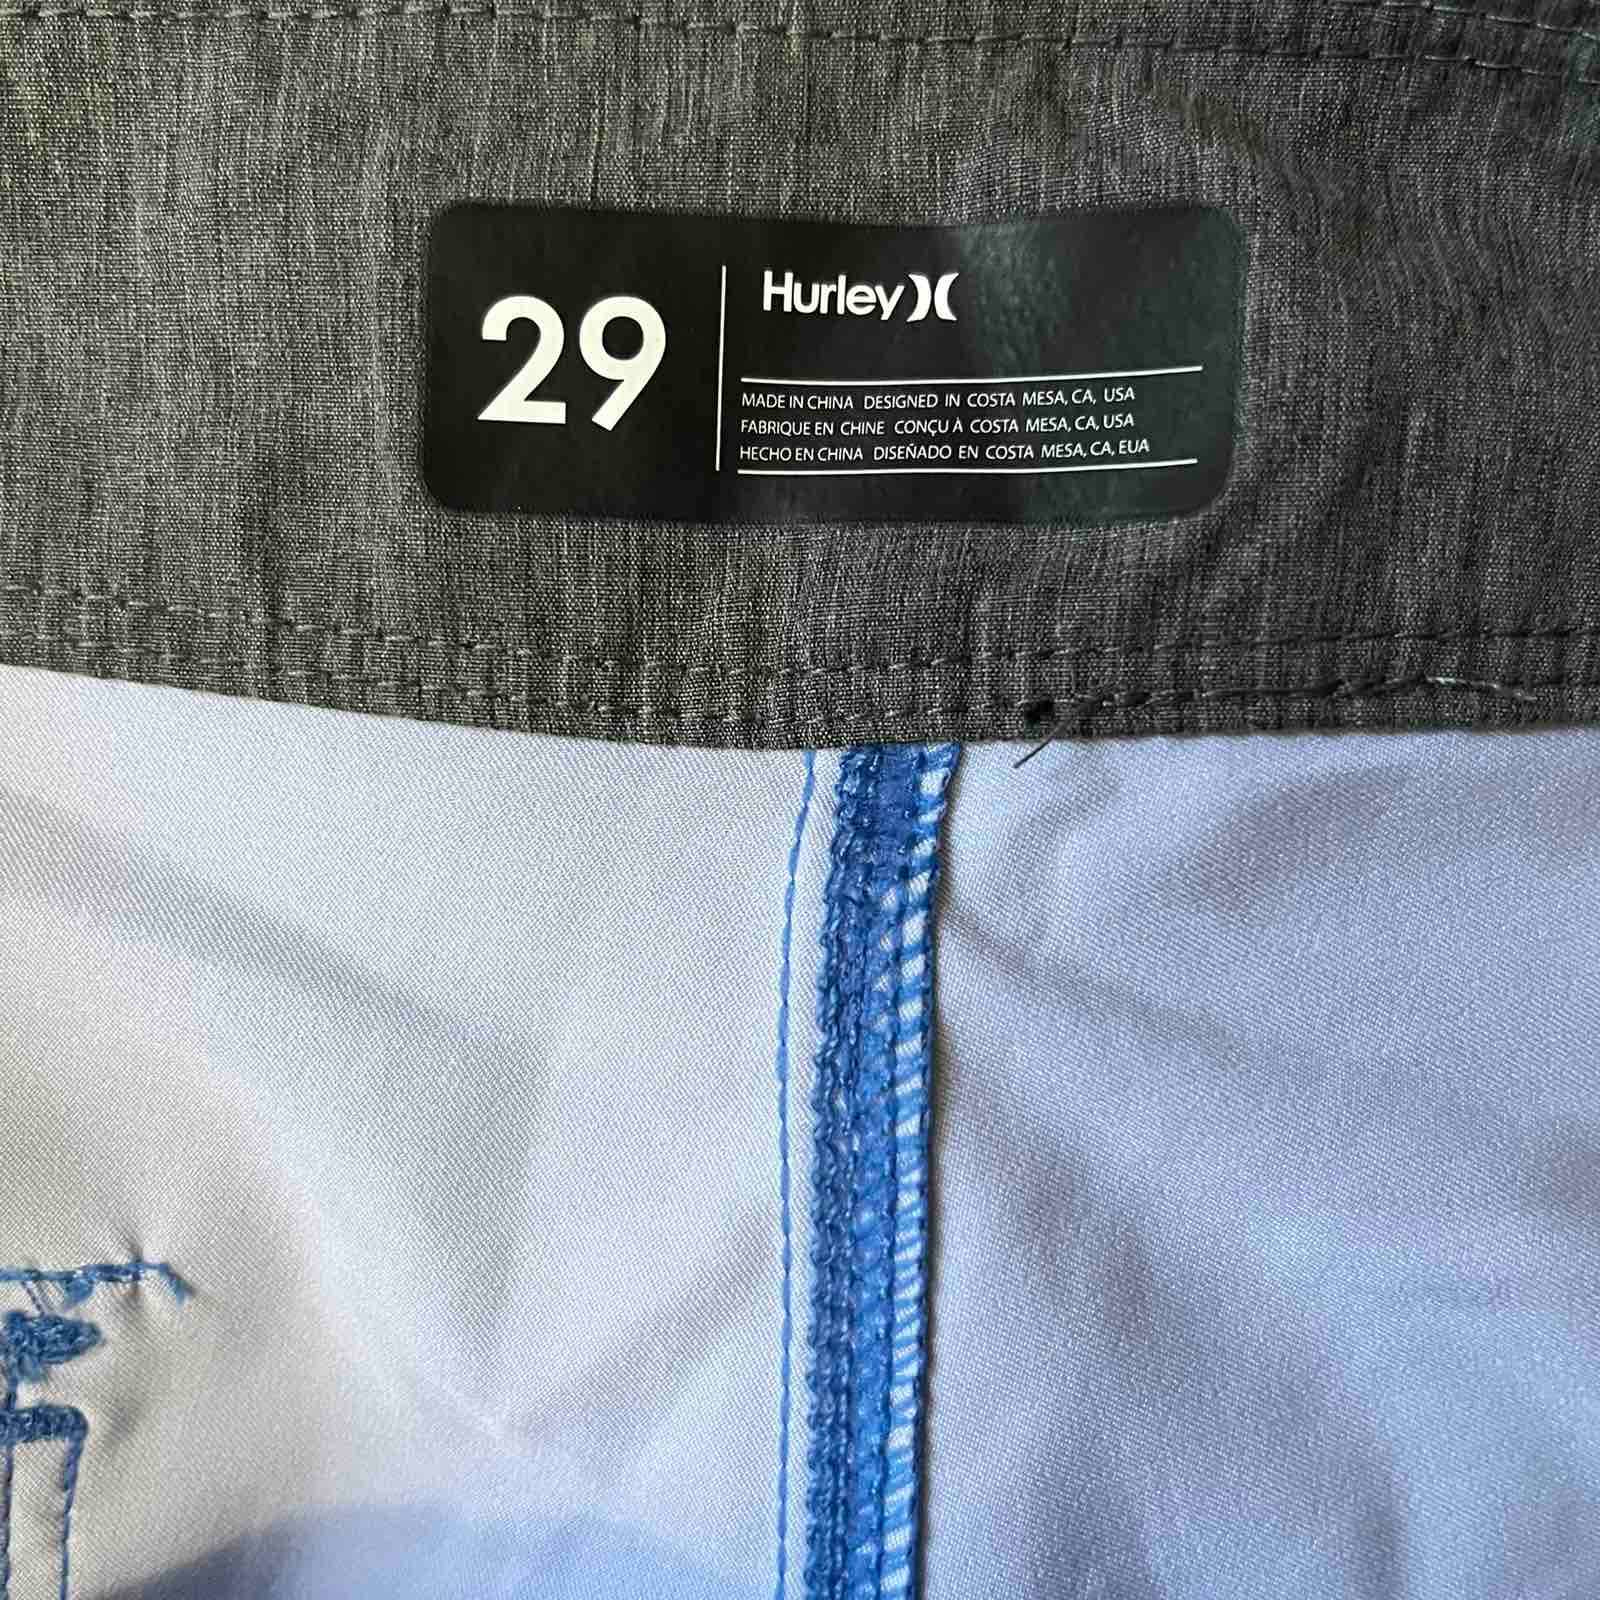 29
Hurley
MADE IN CHINA DESIGNED IN COSTA MESA, CA, USA
FABRIQUE EN CHINE CONÇU À COSTA MESA, CA, USA
HECHO EN CHINA DISEÑADO EN COSTA MESA, CA, EUA